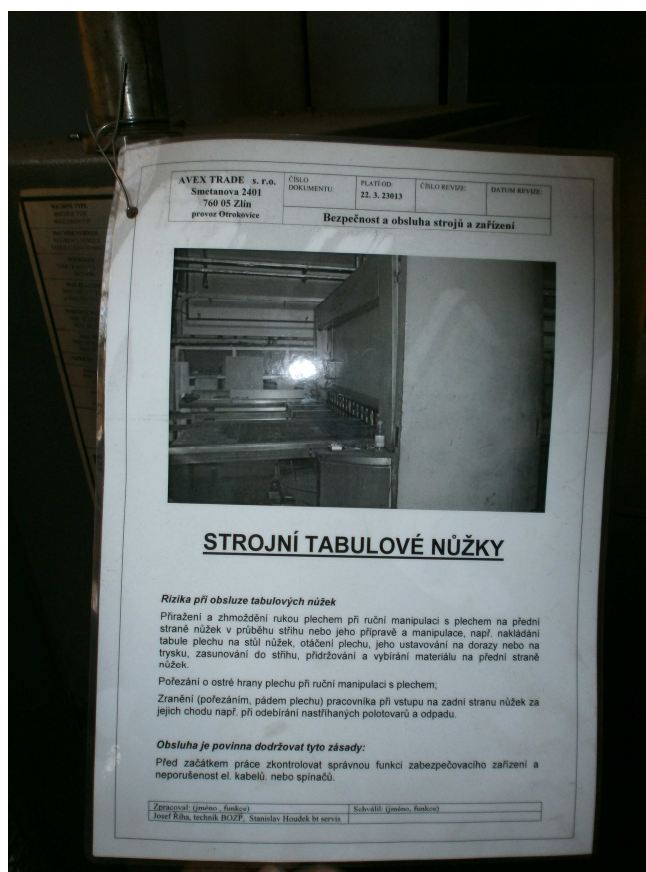 AVEX TRADE s. r.o.
Smetanova 2401
760 05 Zlín
provoz Otrokovice
ČÍSLO
DOKUMENTU:
PLATÍ OD:
22. 3. 23013
ČÍSLO REVIZE:
DATUM REVIZE:
Bezpečnost a obsluha strojů a zařízení
STROJNÍ TABULOVÉ NŮŽKY
Rizika při obsluze tabulových nůžek
Přiražení a zhmoždění rukou plechem při ruční manipulaci s plechem na přední
straně nůžek v průběhu střihu nebo jeho přípravě a manipulace, např. nakládání
tabule plechu na stůl nůžek, otáčení plechu, jeho ustavování na dorazy nebo na
trysku, zasunování do střihu, přidržování a vybírání materiálu na přední straně
nůžek.
Pořezání o ostré hrany plechu při ruční manipulaci s plechem;
Zranění (pořezáním, pádem plechu) pracovníka při vstupu na zadní stranu nůžek za
jejich chodu např. při odebírání nastříhaných polotovarů a odpadu.
Obsluha je povinna dodržovat tyto zásady:
Před začátkem práce zkontrolovat správnou funkci zabezpečovacího zařízení a
neporušenost el. kabelů. nebo spínačů.
Zpracoval: (jméno , funkce)
Schválil: (jméno, funkce)
Josef Říha, technik BOZP, Stanislav Houdek bt servis